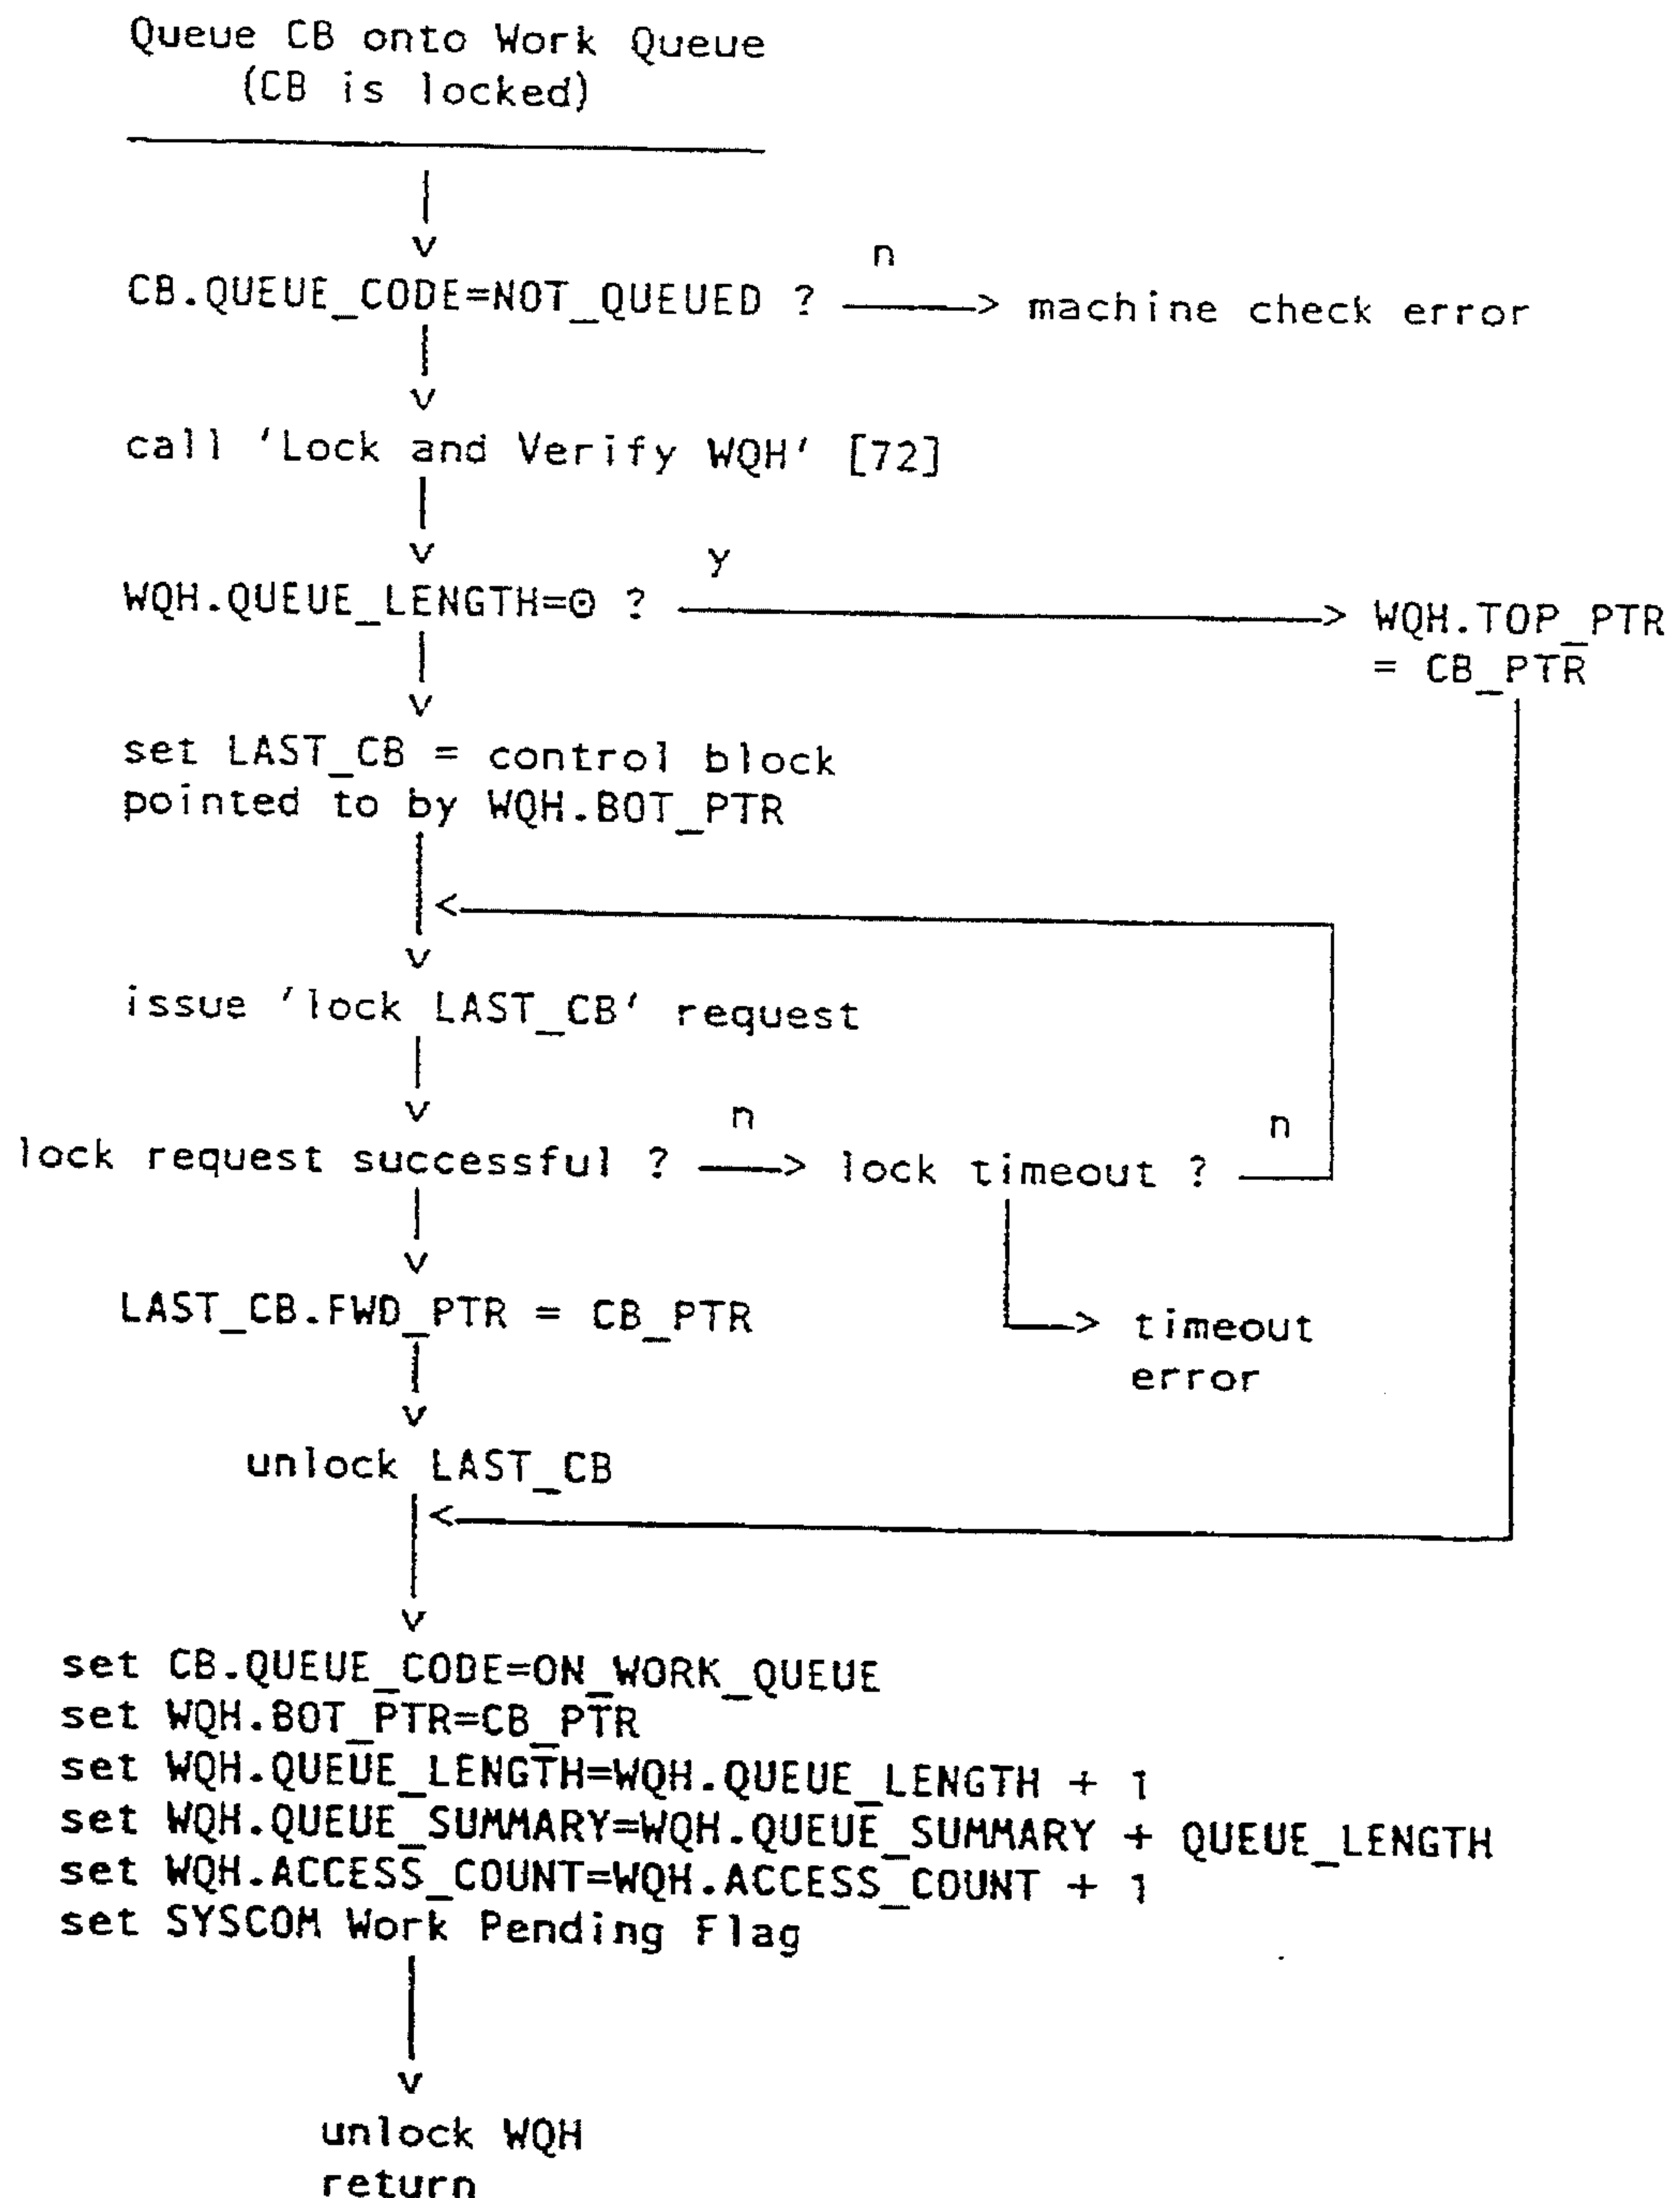 Queue CB onto Work Queue
(CB is locked)
n
CB.QUEUE_CODE=NOT_QUEUED ? ——> machine check error
call 'Lock and Verify WQH' [72]
y
WQH.QUEUE_LENGTH=0 ? ——> WQH.TOP_PTR
= CB_PTR
set LAST_CB = control block
pointed to by WQH.BOT_PTR
issue 'lock LAST_CB' request
n n
lock request successful ? ——> lock timeout ?
LAST_CB.FWD_PTR = CB_PTR
timeout
error
unlock LAST_CB
set CB.QUEUE_CODE=ON_WORK_QUEUE
set WQH.BOT_PTR=CB_PTR
set WQH.QUEUE_LENGTH=WQH.QUEUE_LENGTH + 1
set WQH.QUEUE_SUMMARY=WQH.QUEUE_SUMMARY + QUEUE_LENGTH
set WQH.ACCESS_COUNT=WQH.ACCESS_COUNT + 1
set SYSCOM Work Pending Flag
unlock WQH
return